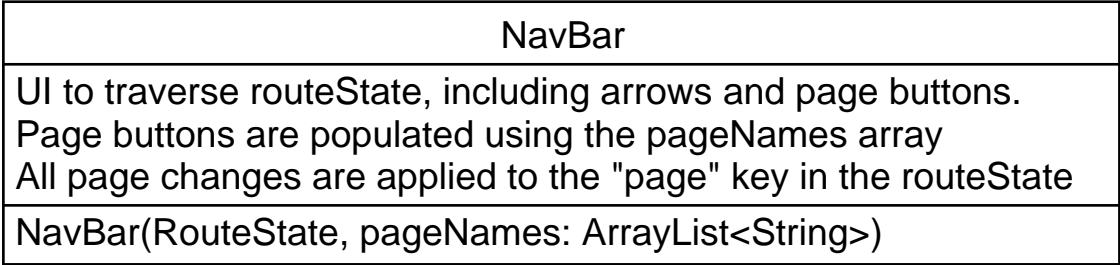 NavBar
UI to traverse routeState, including arrows and page buttons.
Page buttons are populated using the pageNames array
All page changes are applied to the "page" key in the routeState
NavBar(RouteState, pageNames: ArrayList<String>)